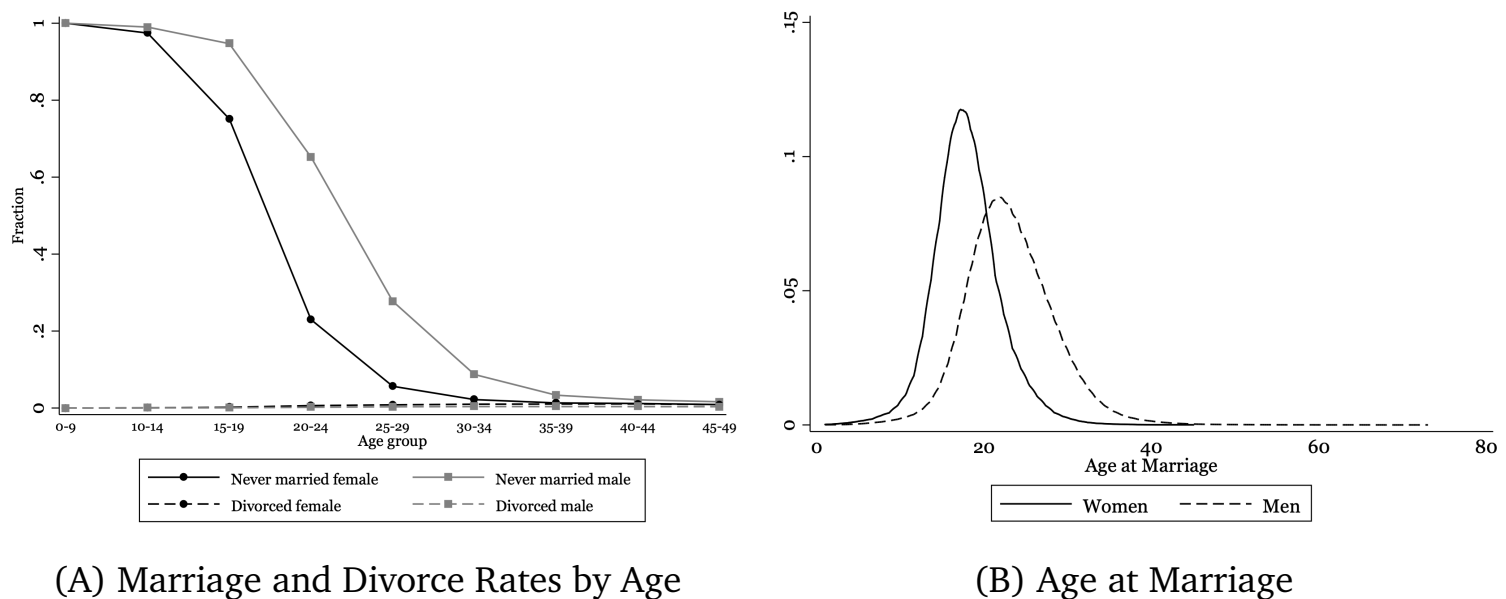 Fraction
1
.8
.6
.4
.2
0
0-9 10-14 15-19 20-24 25-29 30-34 35-39 40-44 45-49
Age group
Never married female Never married male
Divorced female Divorced male
(A) Marriage and Divorce Rates by Age
.15
.1
.05
0
0 20 40 60 80
Age at Marriage
Women Men
(B) Age at Marriage